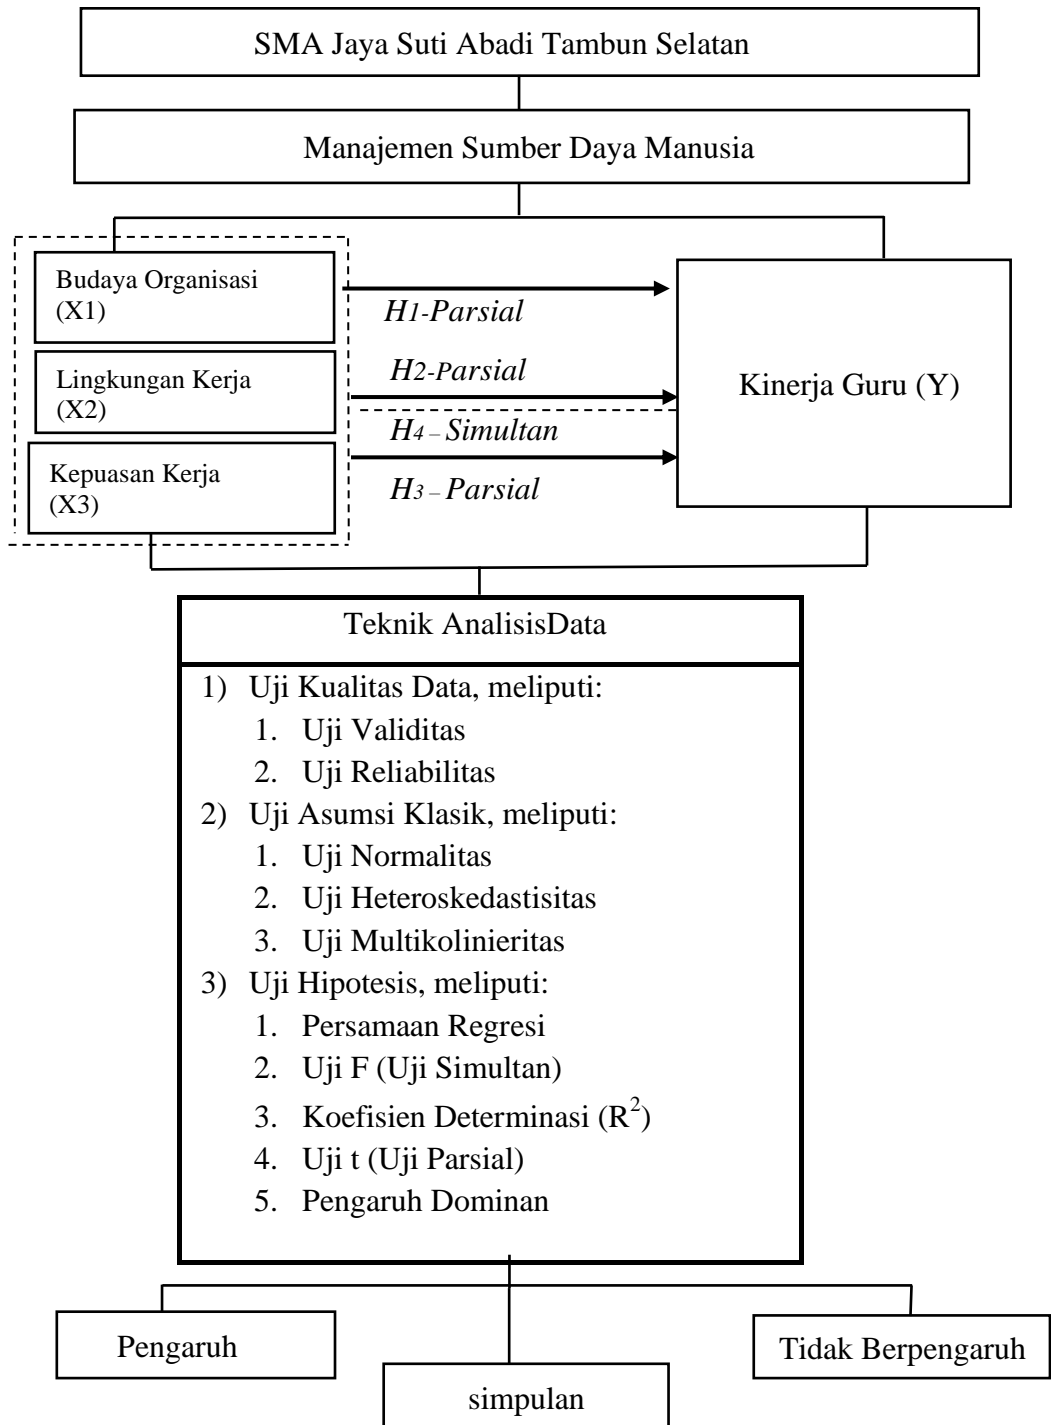 SMA Jaya Suti Abadi Tambun Selatan
Manajemen Sumber Daya Manusia
Budaya Organisasi
(X1)
Lingkungan Kerja
(X2)
Kepuasan Kerja
(X3)
H1-Parsial
H2-Parsial
H4 – Simultan
H3 – Parsial
Kinerja Guru (Y)
Teknik AnalisisData
1) Uji Kualitas Data, meliputi:
1. Uji Validitas
2. Uji Reliabilitas
2) Uji Asumsi Klasik, meliputi:
1. Uji Normalitas
2. Uji Heteroskedastisitas
3. Uji Multikolinieritas
3) Uji Hipotesis, meliputi:
1. Persamaan Regresi
2. Uji F (Uji Simultan)
3. Koefisien Determinasi (R²)
4. Uji t (Uji Parsial)
5. Pengaruh Dominan
Pengaruh
Tidak Berpengaruh
simpulan